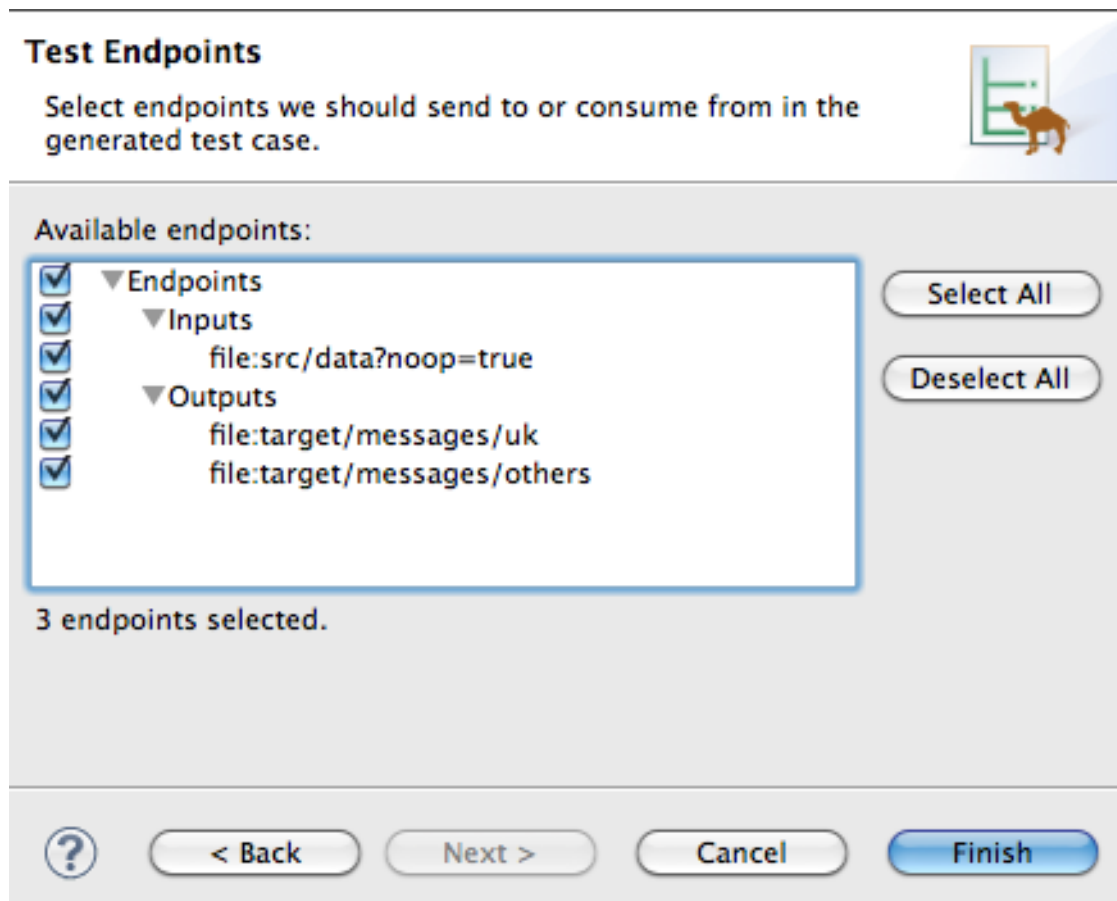 Test Endpoints
Select endpoints we should send to or consume from in the
generated test case.
Available endpoints:
Endpoints
Inputs
file:src/data?noop=true
Outputs
file:target/messages/uk
file:target/messages/others
Select All
Deselect All
3 endpoints selected.
?
< Back
Next >
Cancel
Finish